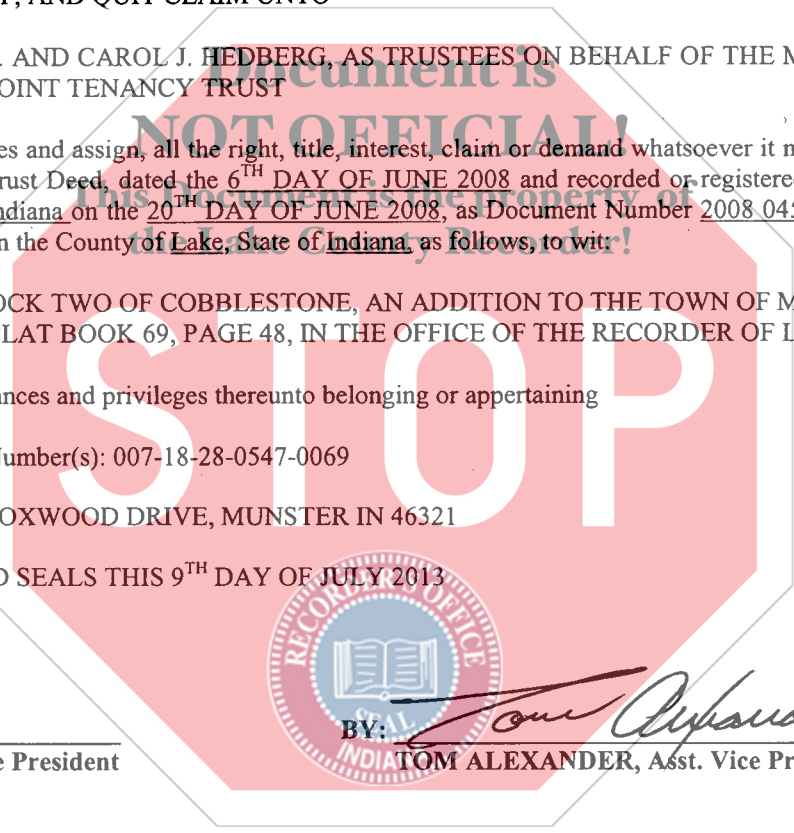 , AND QUIT CLAIM UNTO
. AND CAROL J. HEDBERG, AS TRUSTEES ON BEHALF OF THE M
OINT TENANCY TRUST
Document is
NOT OFFICIAL!
This Document is the property of
the Lake County Recorder!
es and assign, all the right, title, interest, claim or demand whatsoever it m
rust Deed, dated the 6TH DAY OF JUNE 2008 and recorded or registere
ndiana on the 20TH DAY OF JUNE 2008, as Document Number 2008 045
n the County of Lake, State of Indiana, as follows, to wit:
OCK TWO OF COBBLESTONE, AN ADDITION TO THE TOWN OF M
PLAT BOOK 69, PAGE 48, IN THE OFFICE OF THE RECORDER OF L
STOP
ances and privileges thereunto belonging or appertaining
Number(s): 007-18-28-0547-0069
OXWOOD DRIVE, MUNSTER IN 46321
D SEALS THIS 9TH DAY OF JULY 2013
RECORDER'S OFFICE
SEAL
INDIANA
BY: Tom Alexand
e President
TOM ALEXANDER, Asst. Vice Pr